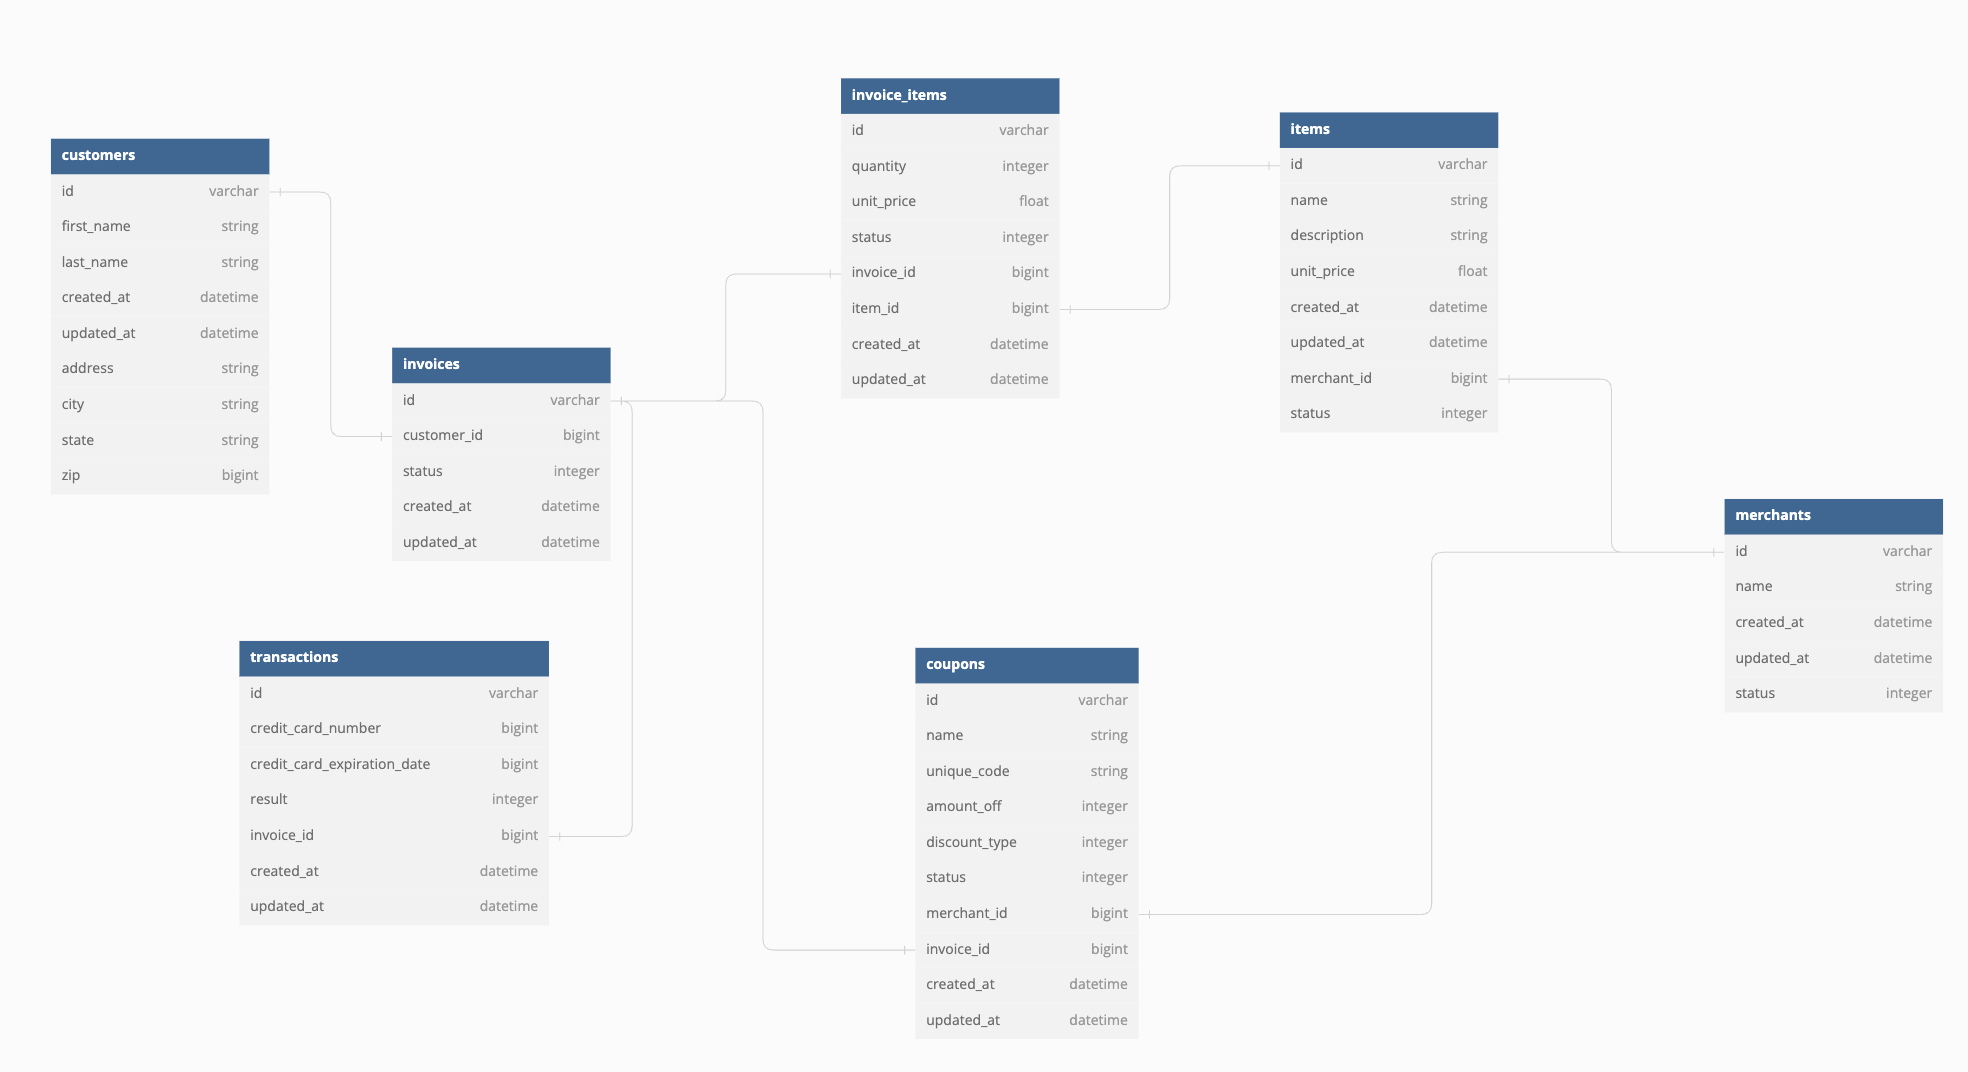 customers
id varchar
first_name string
last_name string
created_at datetime
updated_at datetime
address string
city string
state string
zip bigint
invoices
id varchar
customer_id bigint
status integer
created_at datetime
updated_at datetime
transactions
id varchar
credit_card_number bigint
credit_card_expiration_date bigint
result integer
invoice_id bigint
created_at datetime
updated_at datetime
invoice_items
id varchar
quantity integer
unit_price float
status integer
invoice_id bigint
item_id bigint
created_at datetime
updated_at datetime
coupons
id varchar
name string
unique_code string
amount_off integer
discount_type integer
status integer
merchant_id bigint
invoice_id bigint
created_at datetime
updated_at datetime
items
id varchar
name string
description string
unit_price float
created_at datetime
updated_at datetime
merchant_id bigint
status integer
merchants
id varchar
name string
created_at datetime
updated_at datetime
status integer